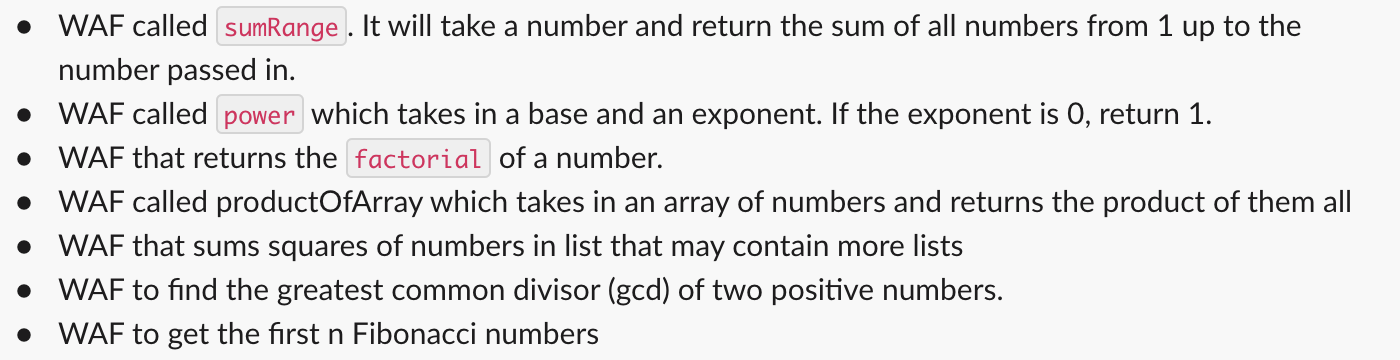 ● WAF called sumRange. It will take a number and return the sum of all numbers from 1 up to the
number passed in.
● WAF called power which takes in a base and an exponent. If the exponent is 0, return 1.
● WAF that returns the factorial of a number.
● WAF called productOfArray which takes in an array of numbers and returns the product of them all
● WAF that sums squares of numbers in list that may contain more lists
● WAF to find the greatest common divisor (gcd) of two positive numbers.
● WAF to get the first n Fibonacci numbers